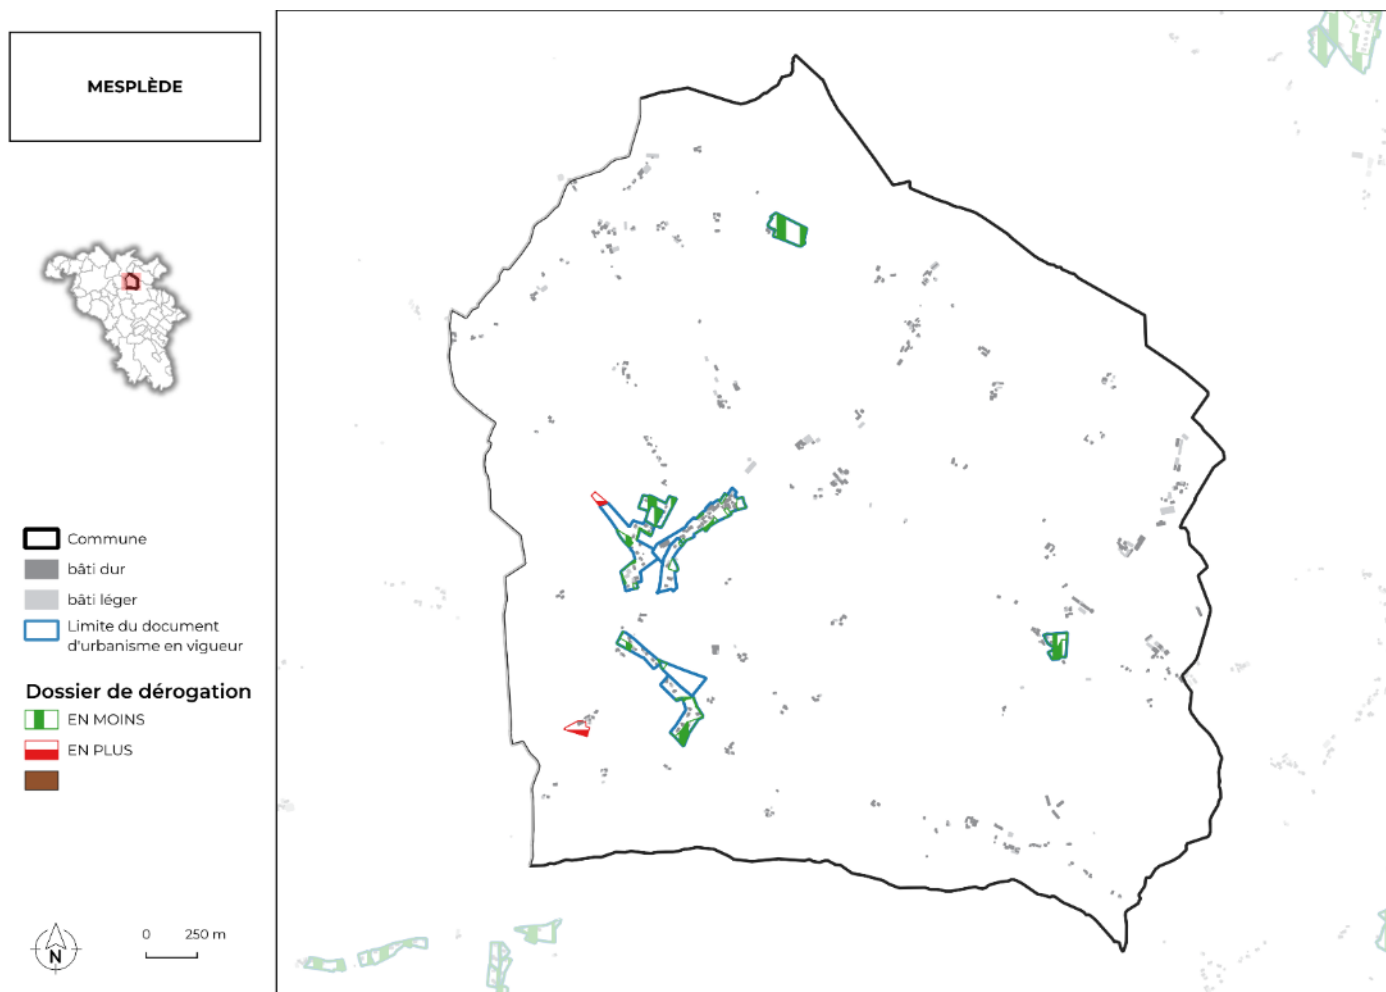 MESPLÈDE
Commune
bâti dur
bâti léger
Limite du document
d'urbanisme en vigueur
Dossier de dérogation
EN MOINS
EN PLUS
N
0 250 m